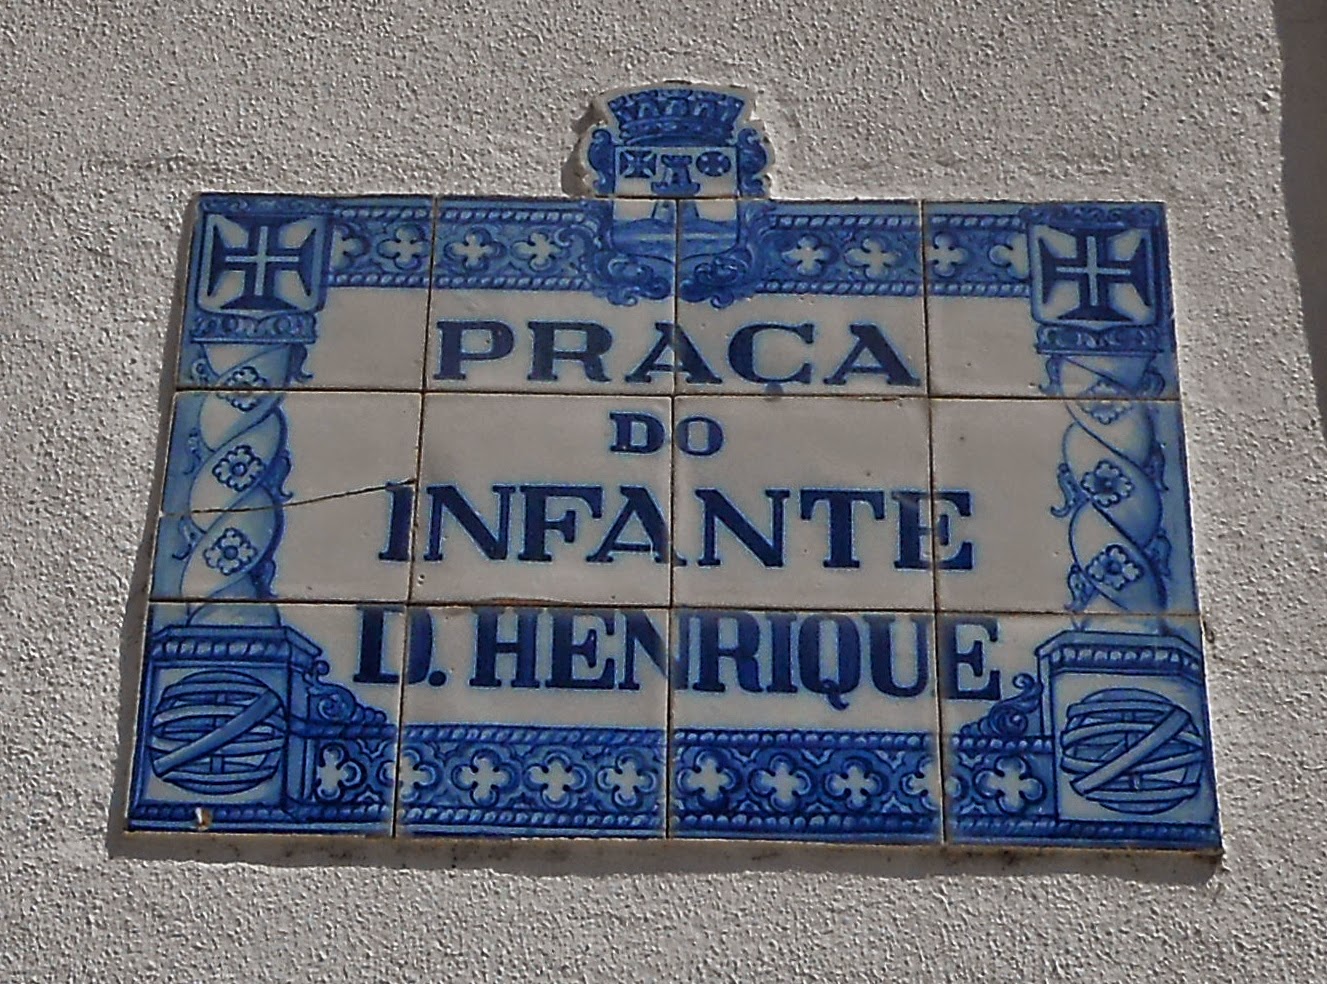 PRAÇA
DO
INFANTE
D. HENRIQUE